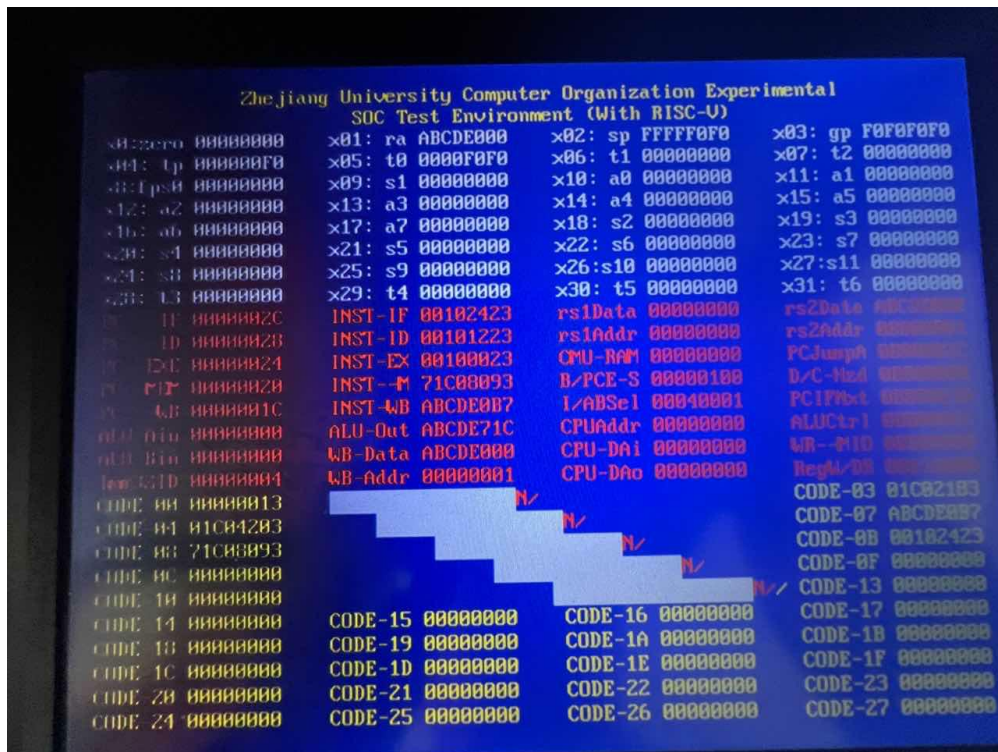 Zhejiang University Computer Organization Experimental
SOC Test Environment (With RISC-V)
x0:zero 00000000 x01: ra ABCDE000 x02: sp FFFFF0F0 x03: gp F0F0F0F0
x04: tp 000000F0 x05: t0 0000F0F0 x06: t1 00000000 x07: t2 00000000
x8:fps0 00000000 x09: s1 00000000 x10: a0 00000000 x11: a1 00000000
x12: a2 00000000 x13: a3 00000000 x14: a4 00000000 x15: a5 00000000
x16: a6 00000000 x17: a7 00000000 x18: s2 00000000 x19: s3 00000000
x20: s4 00000000 x21: s5 00000000 x22: s6 00000000 x23: s7 00000000
x24: s8 00000000 x25: s9 00000000 x26:s10 00000000 x27:s11 00000000
x28: t3 00000000 x29: t4 00000000 x30: t5 00000000 x31: t6 00000000
PC IF 0000002C INST-IF 00102423 rs1Data 00000000 rs2Data
PC ID 00000028 INST-ID 00101223 rs1Addr 00000000 rs2Addr
PC EXE 00000024 INST-EX 00100023 CMU-RAM 00000000 PCJumpA
PC MEM 00000020 INST--M 71C08093 B/PCE-S 00000100 D/C-Hzd
PC WB 0000001C INST-WB ABCDE0B7 I/ABSel 00040001 PCIFNxt
ALU Ain 00000000 ALU-Out ABCDE71C CPUAddr 00000000 ALUCtrl
ALU Bin 00000000 WB-Data ABCDE000 CPU-DAi 00000000 WR--MIO
Imm32ID 00000004 WB-Addr 00000001 CPU-DAo 00000000 RegW/DR
CODE 00 00000013 N/ CODE-03 01C02183
CODE 04 01C04203 N/ CODE-07 ABCDE0B7
CODE 08 71C08093 N/ CODE-0B 00102423
CODE 0C 00000000 N/ CODE-0F 00000000
CODE 10 00000000 N// CODE-13 00000000
CODE 14 00000000 CODE-15 00000000 CODE-16 00000000 CODE-17 00000000
CODE 18 00000000 CODE-19 00000000 CODE-1A 00000000 CODE-1B 00000000
CODE 1C 00000000 CODE-1D 00000000 CODE-1E 00000000 CODE-1F 00000000
CODE 20 00000000 CODE-21 00000000 CODE-22 00000000 CODE-23 00000000
CODE 24 00000000 CODE-25 00000000 CODE-26 00000000 CODE-27 00000000